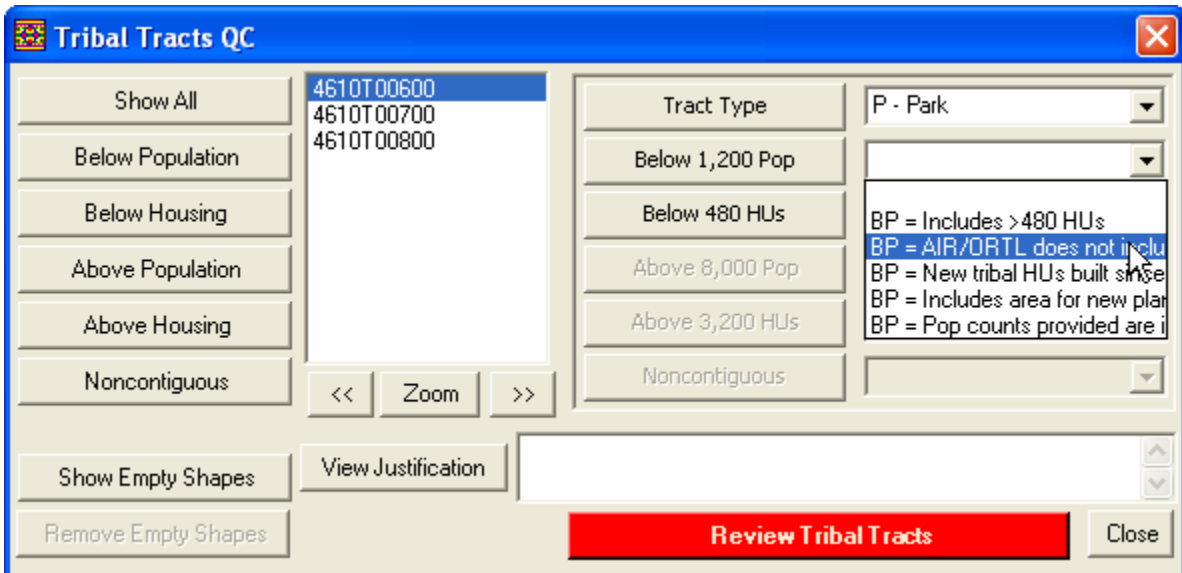 Tribal Tracts QC
Show All
Below Population
Below Housing
Above Population
Above Housing
Noncontiguous
Show Empty Shapes
Remove Empty Shapes
4610T00600
4610T00700
4610T00800
<< Zoom >>
View Justification
Tract Type
P - Park
Below 1,200 Pop
Below 480 HUs
Above 8,000 Pop
Above 3,200 HUs
Noncontiguous
BP = Includes >480 HUs
BP = AIR/ORTL does not
BP = New tribal HUs built since
BP = Includes area for new
BP = Pop counts provided are
Review Tribal Tracts
Close